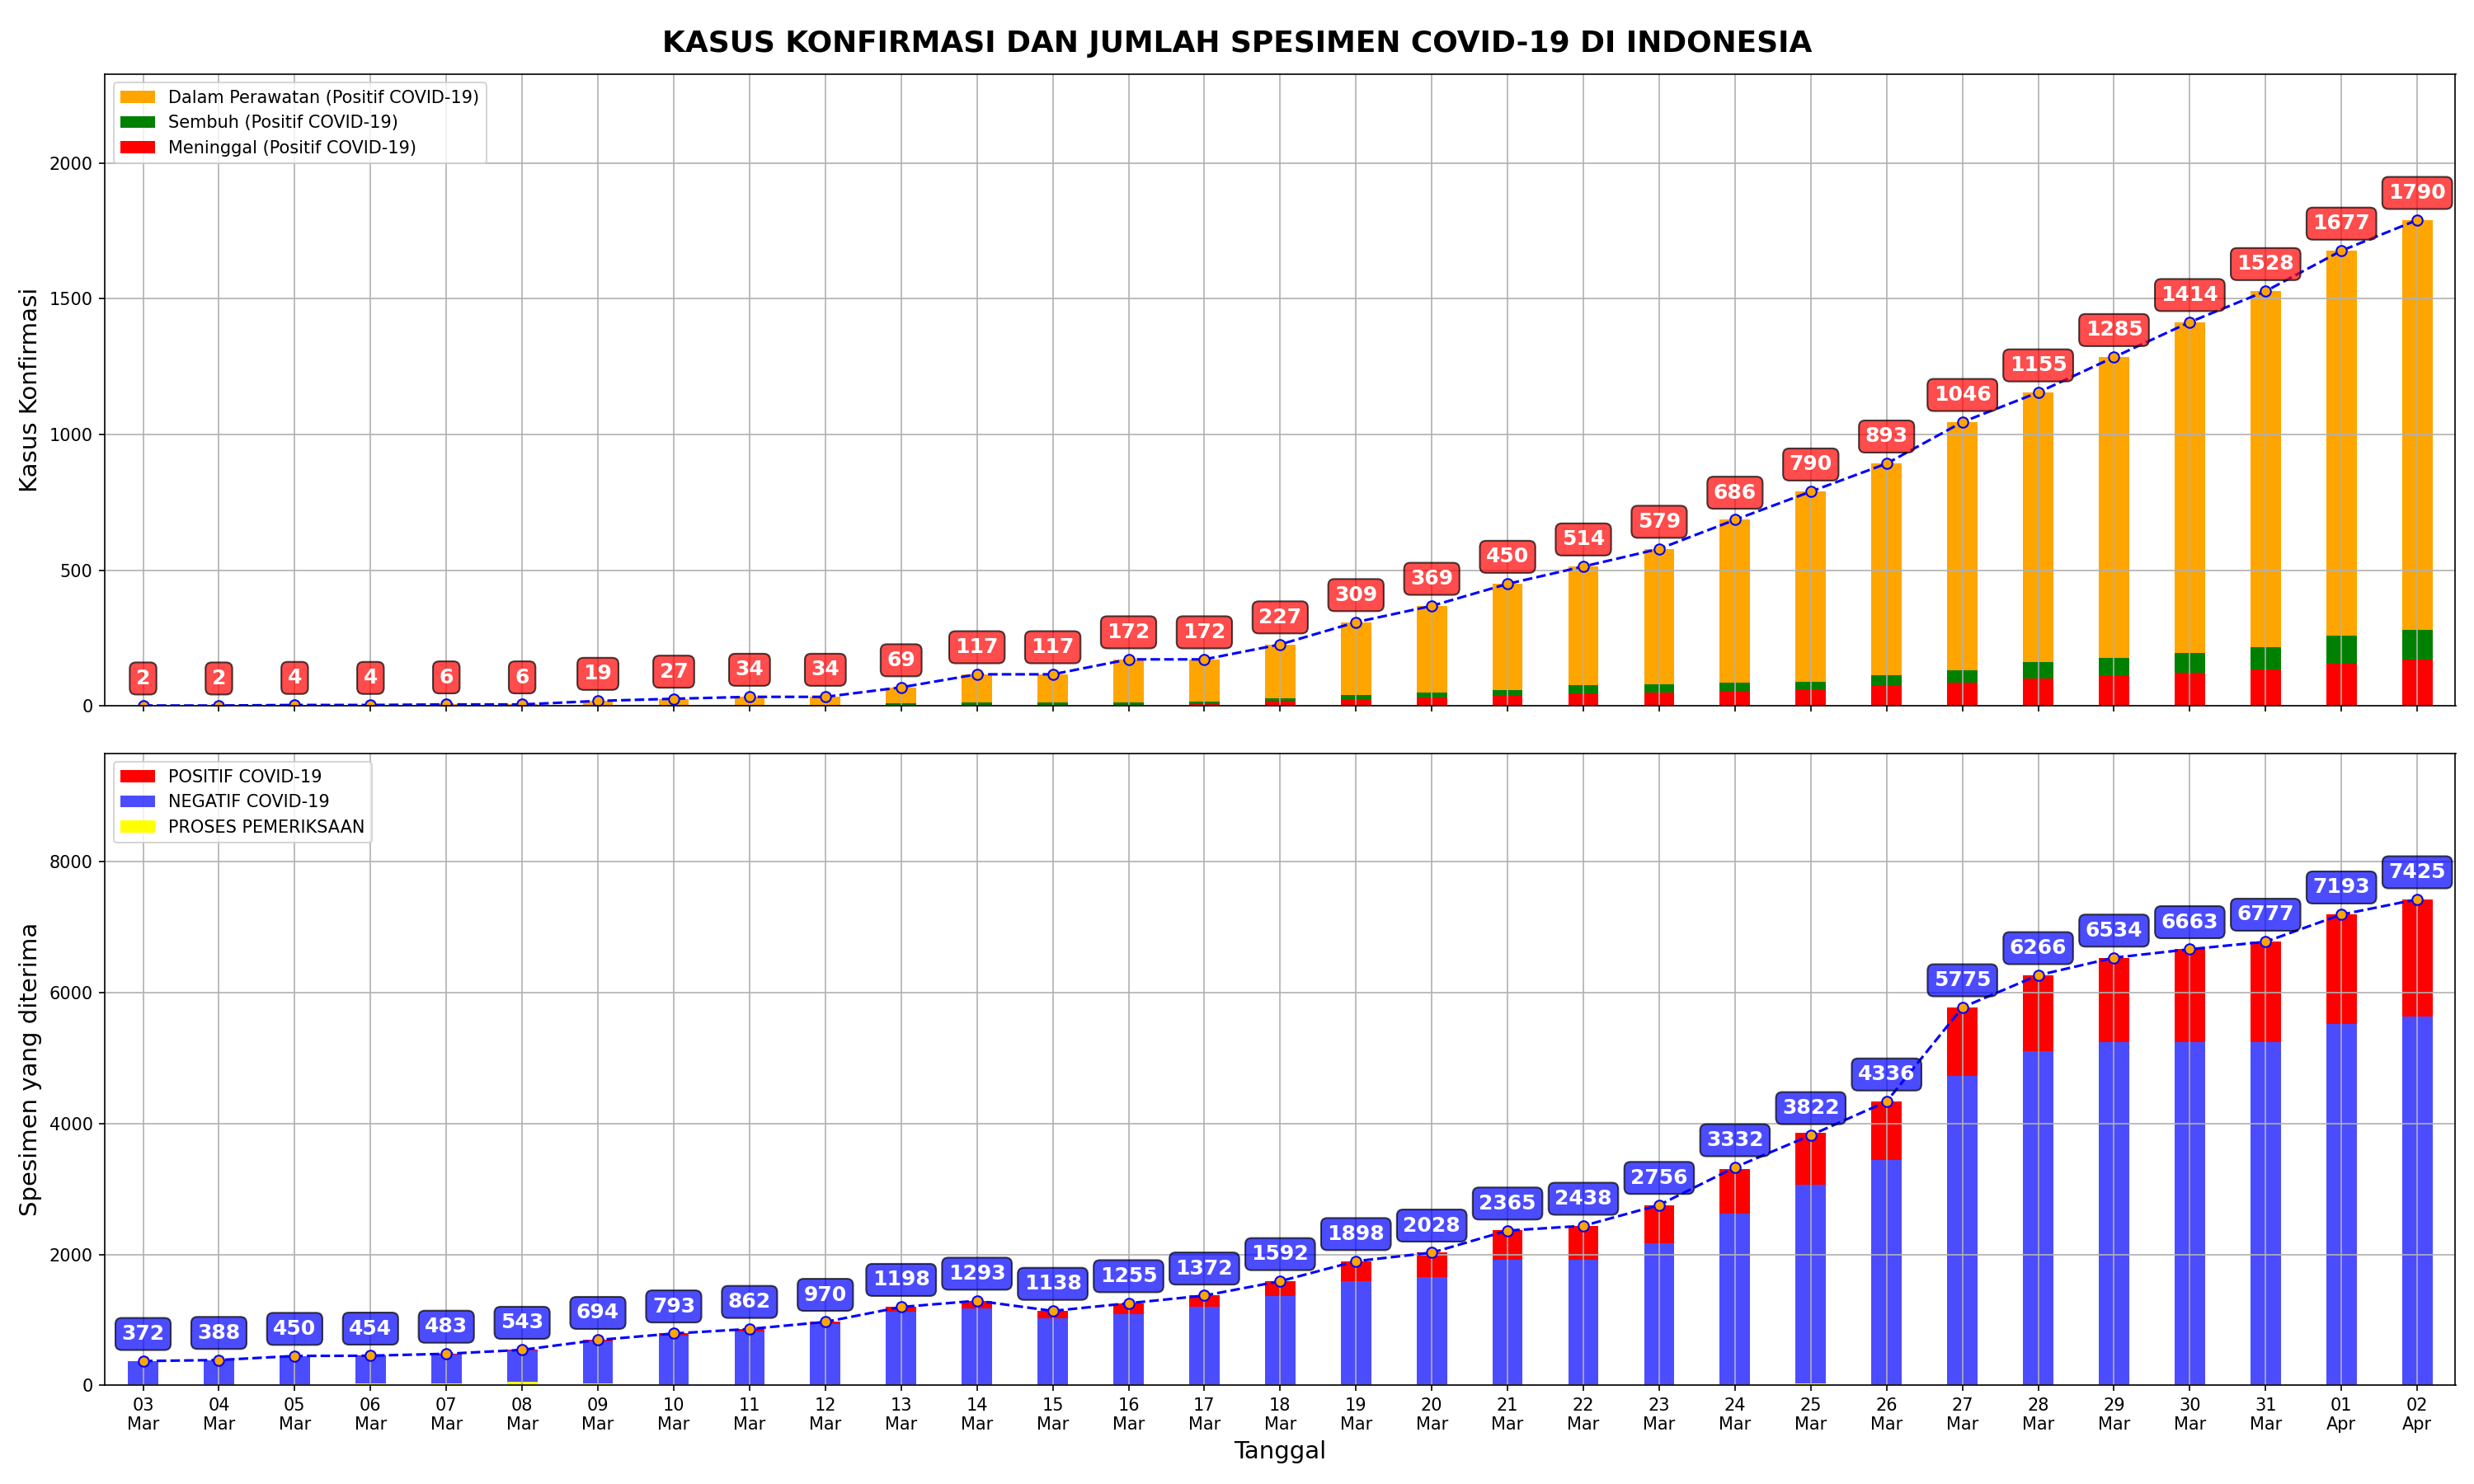 KASUS KONFIRMASI DAN JUMLAH SPESIMEN COVID-19 DI INDONESIA
Kasus Konfirmasi
Dalam Perawatan (Positif COVID-19)
Sembuh (Positif COVID-19)
Meninggal (Positif COVID-19)
2000
1500
1000
500
0
2 2 4 4 6 6 19 27 34 34 69 117 117 172 172 227 309 369 450 514 579 686 790 893 1046 1155 1285 1414 1528 1677 1790
Spesimen yang diterima
POSITIF COVID-19
NEGATIF COVID-19
PROSES PEMERIKSAAN
8000
6000
4000
2000
0
372 388 450 454 483 543 694 793 862 970 1198 1293 1138 1255 1372 1592 1898 2028 2365 2438 2756 3332 3822 4336 5775 6266 6534 6663 6777 7193 7425
03 04 05 06 07 08 09 10 11 12 13 14 15 16 17 18 19 20 21 22 23 24 25 26 27 28 29 30 31 01 02
Mar Mar Mar Mar Mar Mar Mar Mar Mar Mar Mar Mar Mar Mar Mar Mar Mar Mar Mar Mar Mar Mar Mar Mar Mar Mar Mar Mar Mar Apr Apr
Tanggal